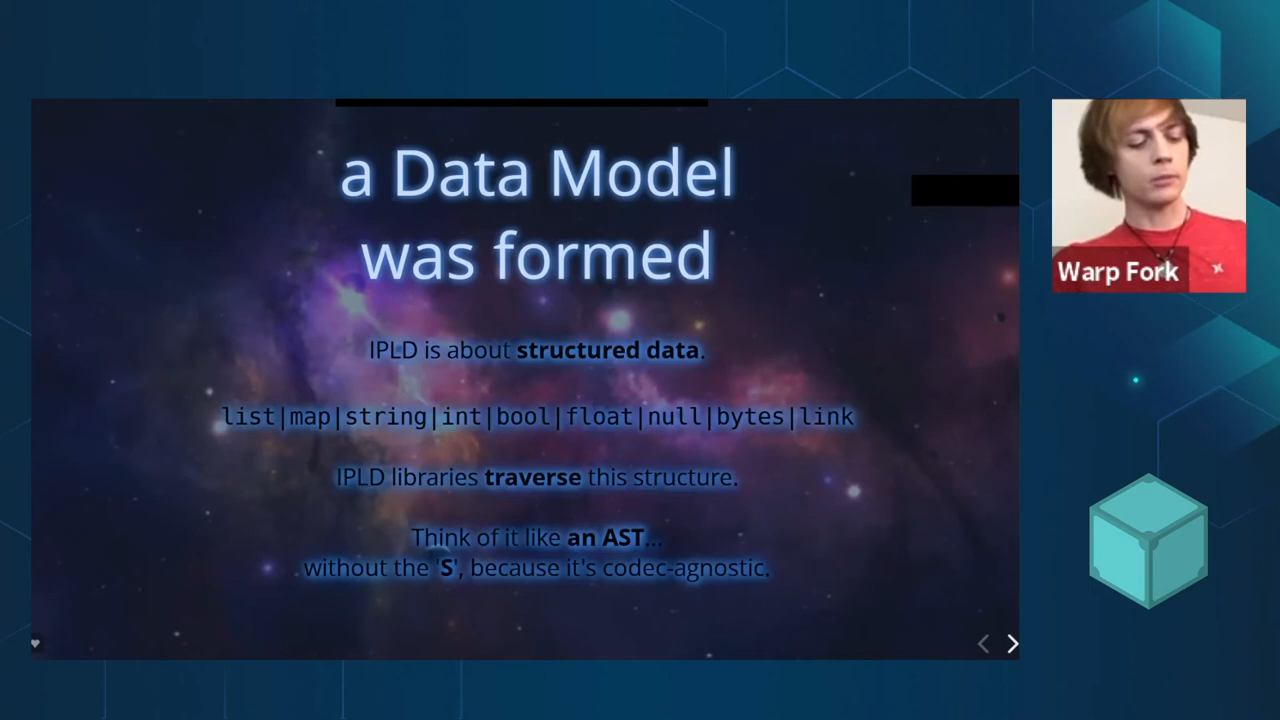 a Data Model
was formed
IPLD is about structured data.
list|map|string|int|bool|float|null|bytes|link
IPLD libraries traverse this structure.
Think of it like an AST...
without the 'S', because it's codec-agnostic.
Warp Fork